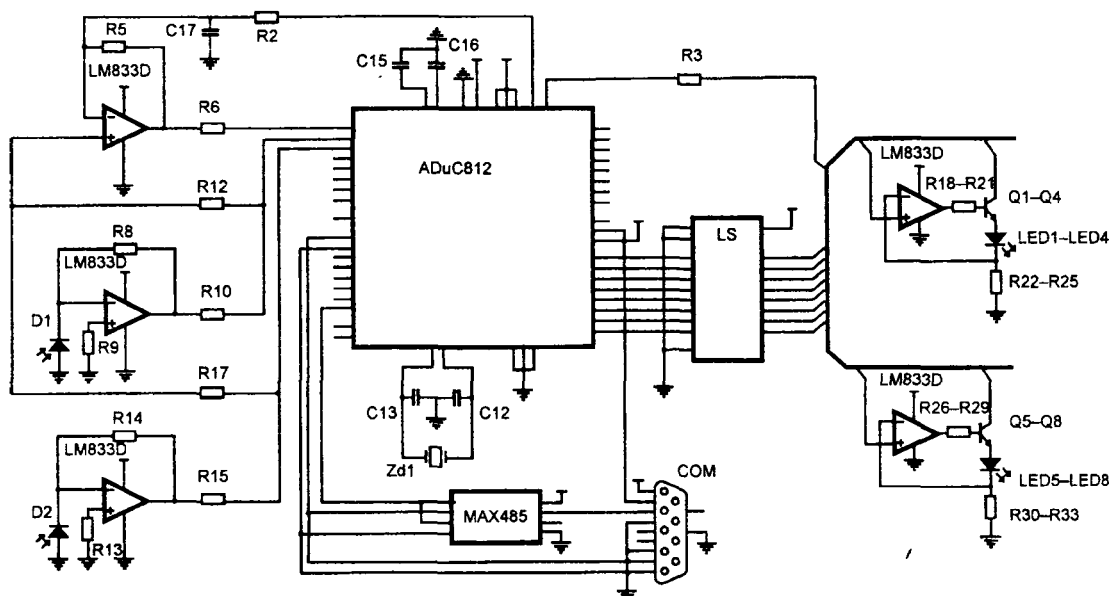 R5
C17
R2
LM833D
R6
C15
C16
R3
ADuC812
R12
R8
LM833D
R10
D1
R9
R17
R14
LM833D
R15
D2
R13
C13
C12
Zd1
MAX485
COM
LS
LM833D
R18–R21
Q1–Q4
LED1–LED4
R22–R25
LM833D
R26–R29
Q5–Q8
LED5–LED8
R30–R33